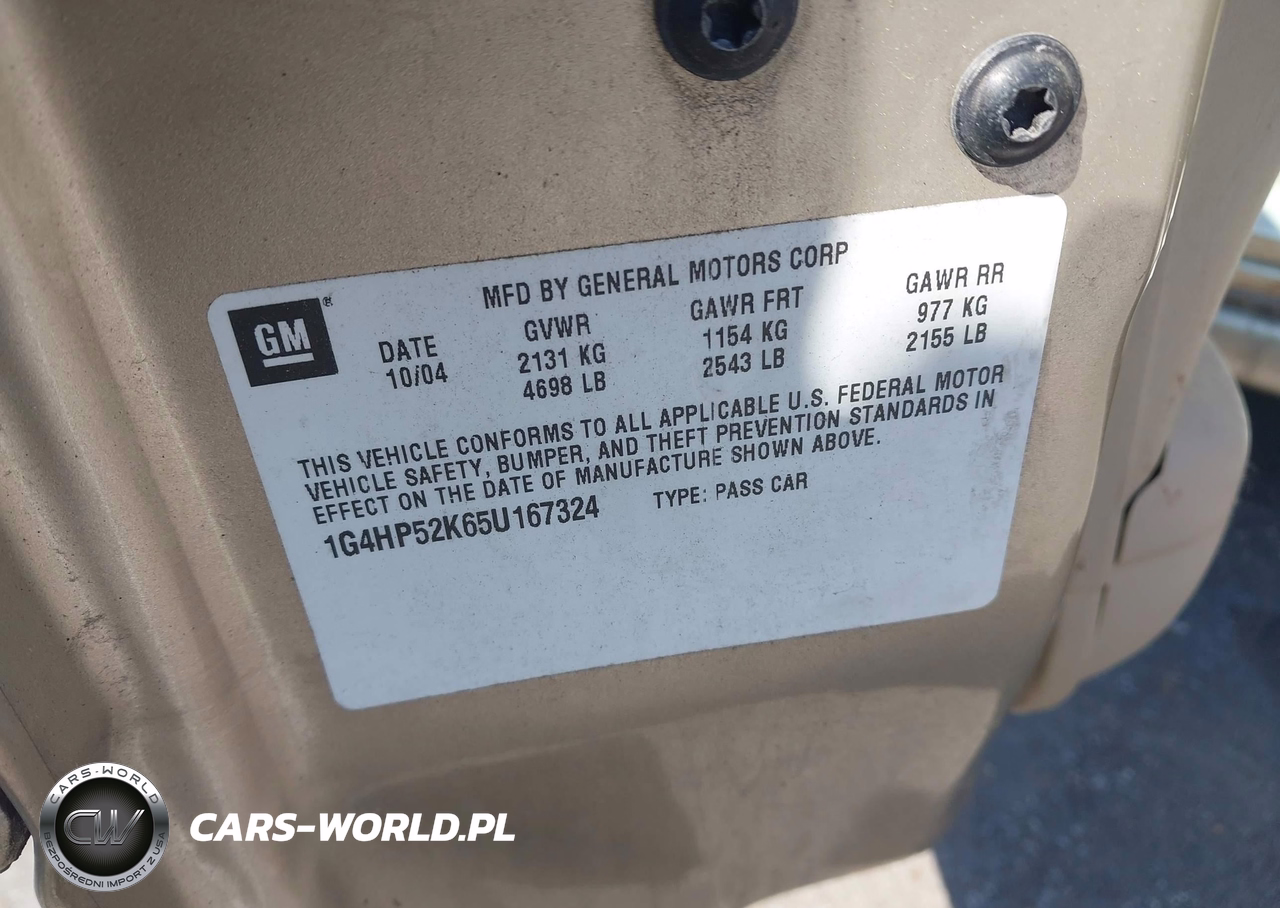 MFD BY GENERAL MOTORS CORP
GM®
DATE GVWR GAWR FRT GAWR RR
10/04 2131 KG 1154 KG 977 KG
4698 LB 2543 LB 2155 LB
THIS VEHICLE CONFORMS TO ALL APPLICABLE U.S. FEDERAL MOTOR
VEHICLE SAFETY, BUMPER, AND THEFT PREVENTION STANDARDS IN
EFFECT ON THE DATE OF MANUFACTURE SHOWN ABOVE.
1G4HP52K65U167324 TYPE: PASS CAR
CARS-WORLD
CW
BEZPOŚREDNI IMPORT Z USA
CARS-WORLD.PL